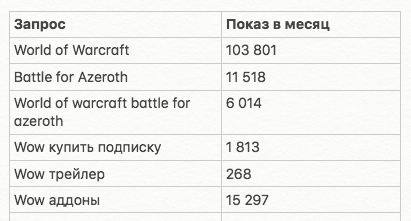 Запрос Показ в месяц
World of Warcraft 103 801
Battle for Azeroth 11 518
World of warcraft battle for 6 014
azeroth
Wow купить подписку 1 813
Wow трейлер 268
Wow аддоны 15 297